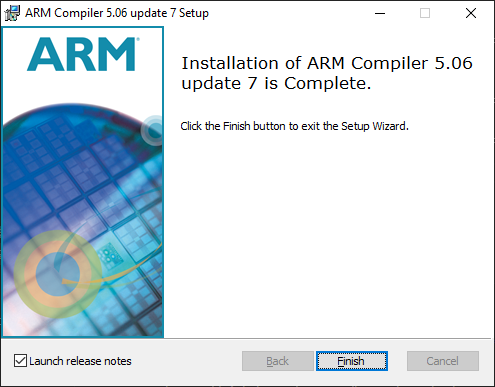 ARM Compiler 5.06 update 7 Setup
ARM®
Installation of ARM Compiler 5.06
update 7 is Complete.
Click the Finish button to exit the Setup Wizard.
Launch release notes
Back
Finish
Cancel